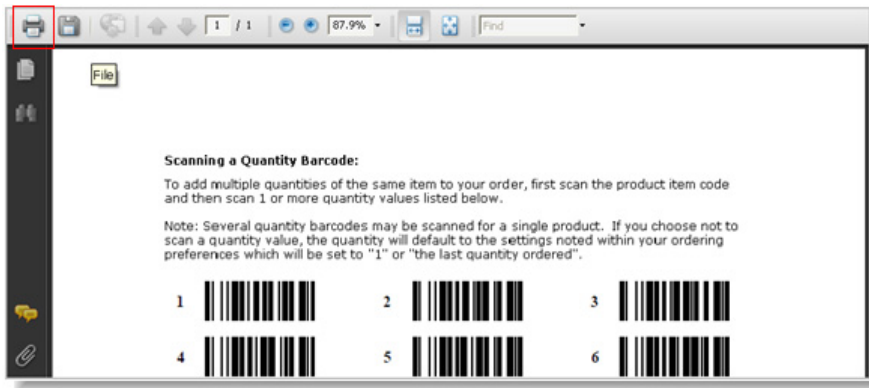 1 / 1 87.9% Find
File
Scanning a Quantity Barcode:
To add multiple quantities of the same item to your order, first scan the product item code
and then scan 1 or more quantity values listed below.
Note: Several quantity barcodes may be scanned for a single product. If you choose not to
scan a quantity value, the quantity will default to the settings noted within your ordering
preferences which will be set to "1" or "the last quantity ordered".
1 2 3
4 5 6